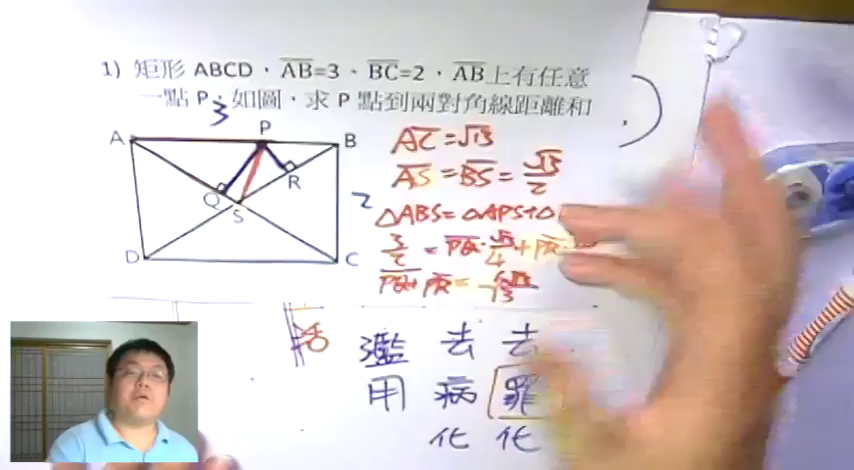 1) 矩形 ABCD，AB=3、BC=2，AB上有任意
一點 P，如圖，求 P 點到兩對角線距離和
3
A
P
B
Q
R
S
2
D
C
AC = √13
AS = BS = √13/2
△ABS = △APS + △
3/2 = PQ · √13/4 + PR ·
PQ + PR = 6√13/13
濫用
去病化
去罪化